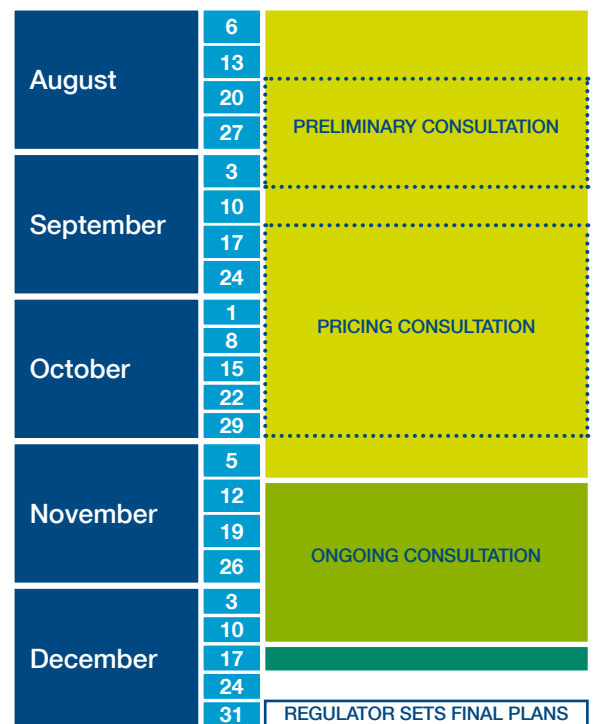 August
6
13
20
27
PRELIMINARY CONSULTATION
September
3
10
17
24
October
1
8
15
22
29
PRICING CONSULTATION
November
5
12
19
26
ONGOING CONSULTATION
December
3
10
17
24
31
REGULATOR SETS FINAL PLANS